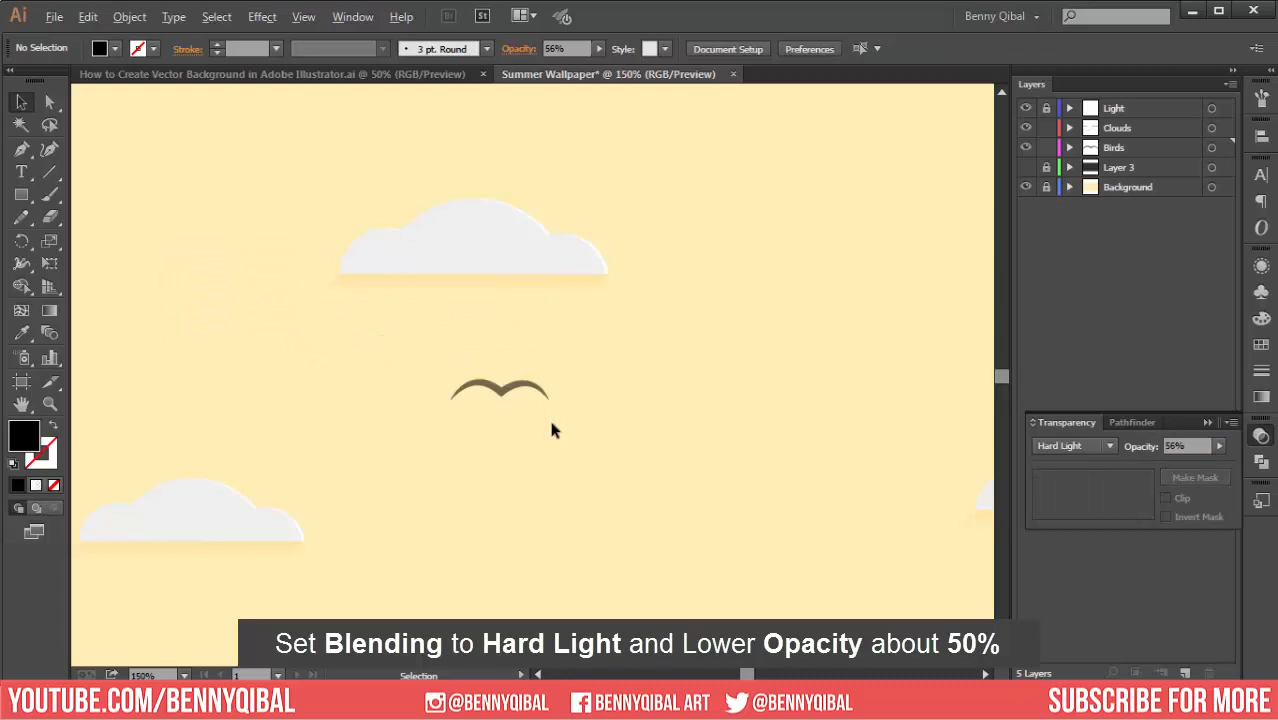 Ai File Edit Object Type Select Effect View Window Help Br St Benny Qibal
No Selection Stroke: 3 pt. Round Opacity: 56% Style: Document Setup Preferences
How to Create Vector Background in Adobe Illustrator.ai @ 50% (RGB/Preview) × Summer Wallpaper* @ 150% (RGB/Preview) ×
Layers
Light
Clouds
Birds
Layer 3
Background
Transparency Pathfinder
Hard Light Opacity: 56%
Make Mask
Clip
Invert Mask
Set Blending to Hard Light and Lower Opacity about 50%
150% 1 Selection 5 Layers
YOUTUBE.COM/BENNYQIBAL @BENNYQIBAL BENNYQIBAL ART @BENNYQIBAL SUBSCRIBE FOR MORE